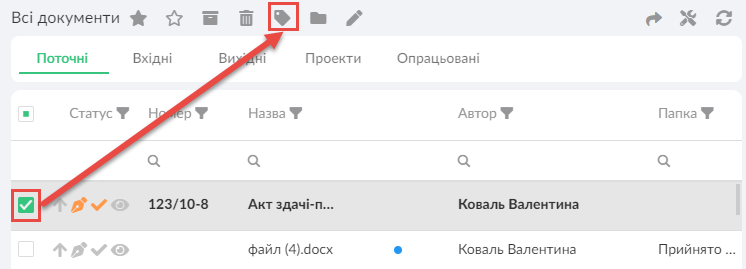 Всі документи
Поточні Вхідні Вихідні Проекти Опрацьовані
Статус Номер Назва Автор Папка
123/10-8 Акт здачі-п... Коваль Валентина
файл (4).docx Коваль Валентина Прийнято ...